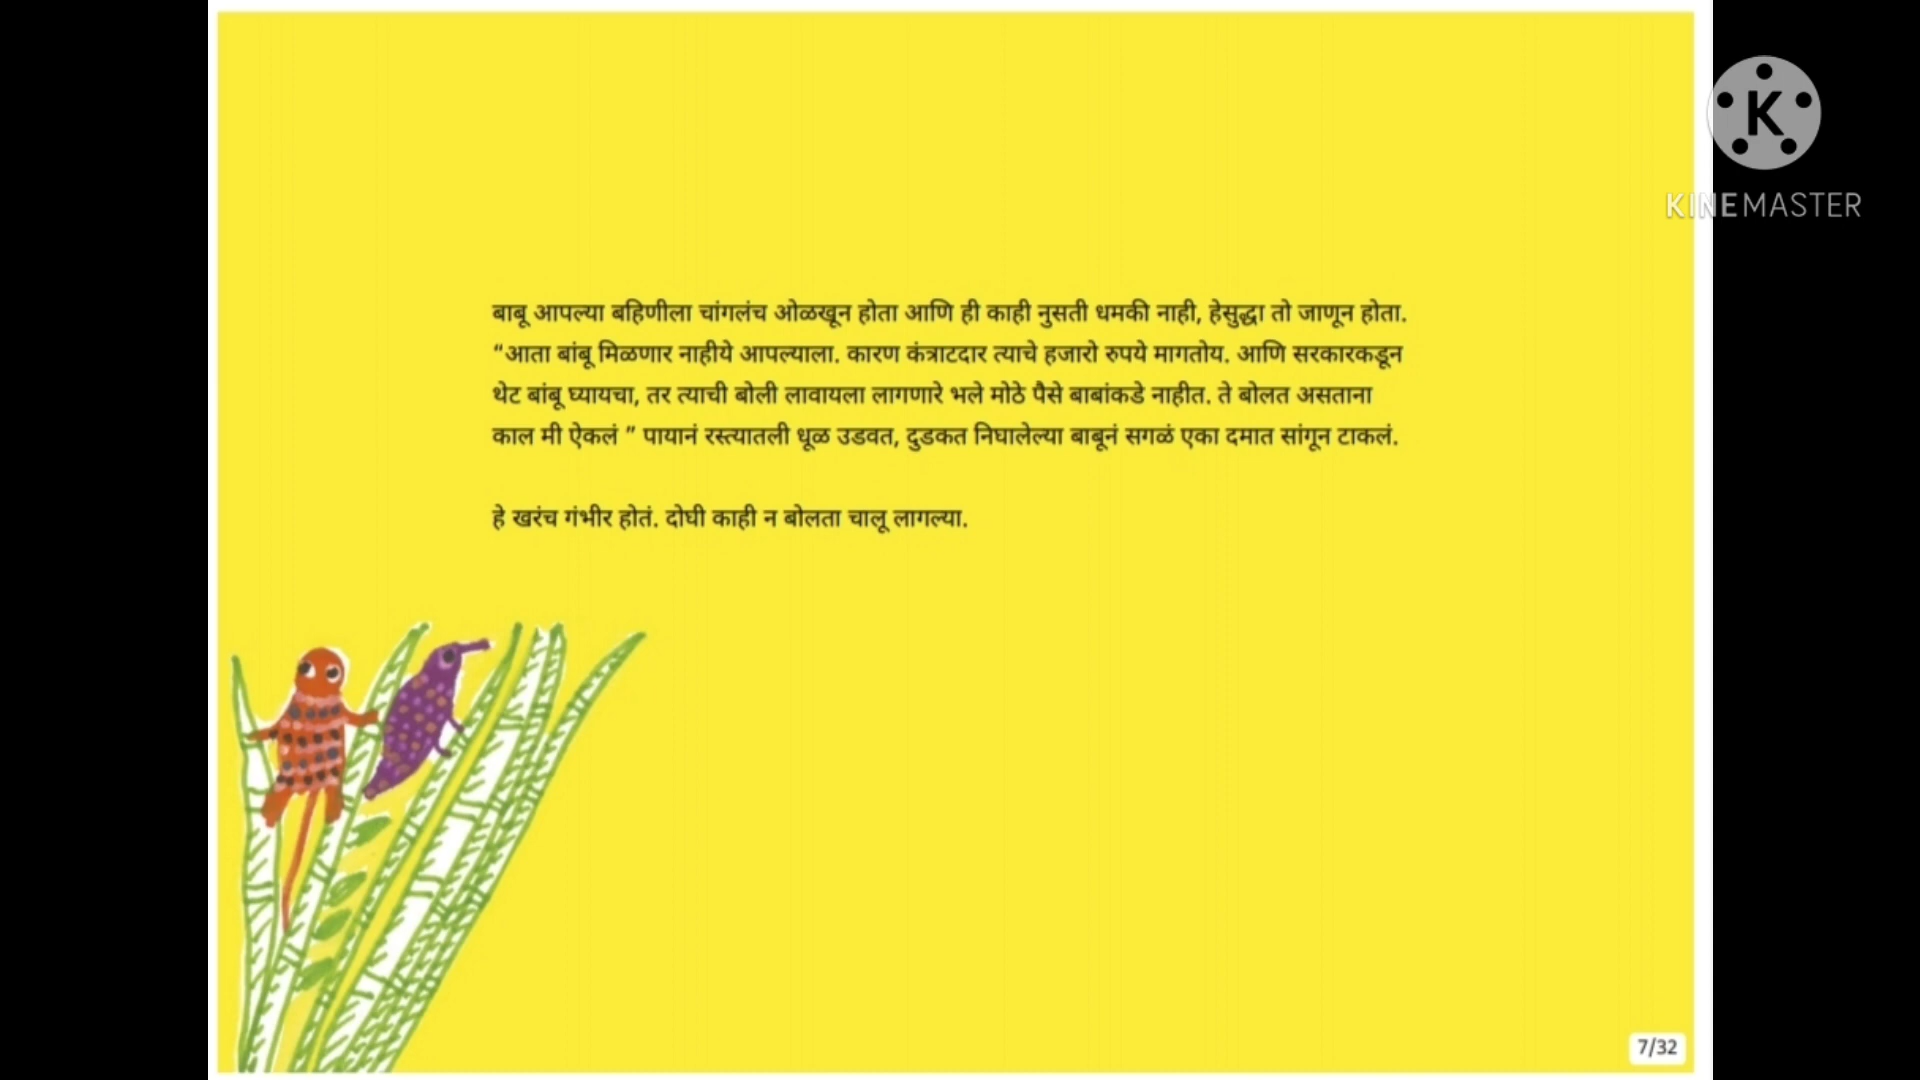 बाबू आपल्या बहिणीला चांगलंच ओळखून होता आणि ही काही नुसती धमकी नाही, हेसुद्धा तो जाणून होता.
“आता बांबू मिळणार नाहीये आपल्याला. कारण कंत्राटदार त्याचे हजारो रुपये मागतोय. आणि सरकारकडून
थेट बांबू घ्यायचा, तर त्याची बोली लावायला लागणारे भले मोठे पैसे बाबांकडे नाहीत. ते बोलत असताना
काल मी ऐकलं ” पायानं रस्त्यातली धूळ उडवत, दुडकत निघालेल्या बाबूनं सगळं एका दमात सांगून टाकलं.
हे खरंच गंभीर होतं. दोघी काही न बोलता चालू लागल्या.
K
KINEMASTER
7/32